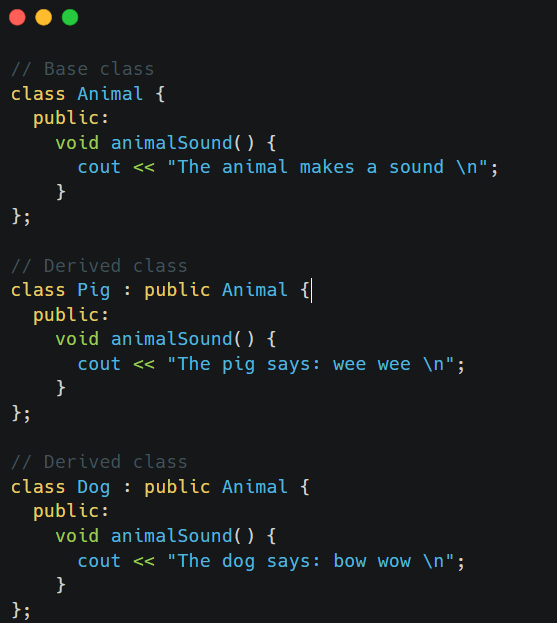 // Base class
class Animal {
  public:
    void animalSound() {
      cout << "The animal makes a sound \n";
    }
};

// Derived class
class Pig : public Animal {
  public:
    void animalSound() {
      cout << "The pig says: wee wee \n";
    }
};

// Derived class
class Dog : public Animal {
  public:
    void animalSound() {
      cout << "The dog says: bow wow \n";
    }
};